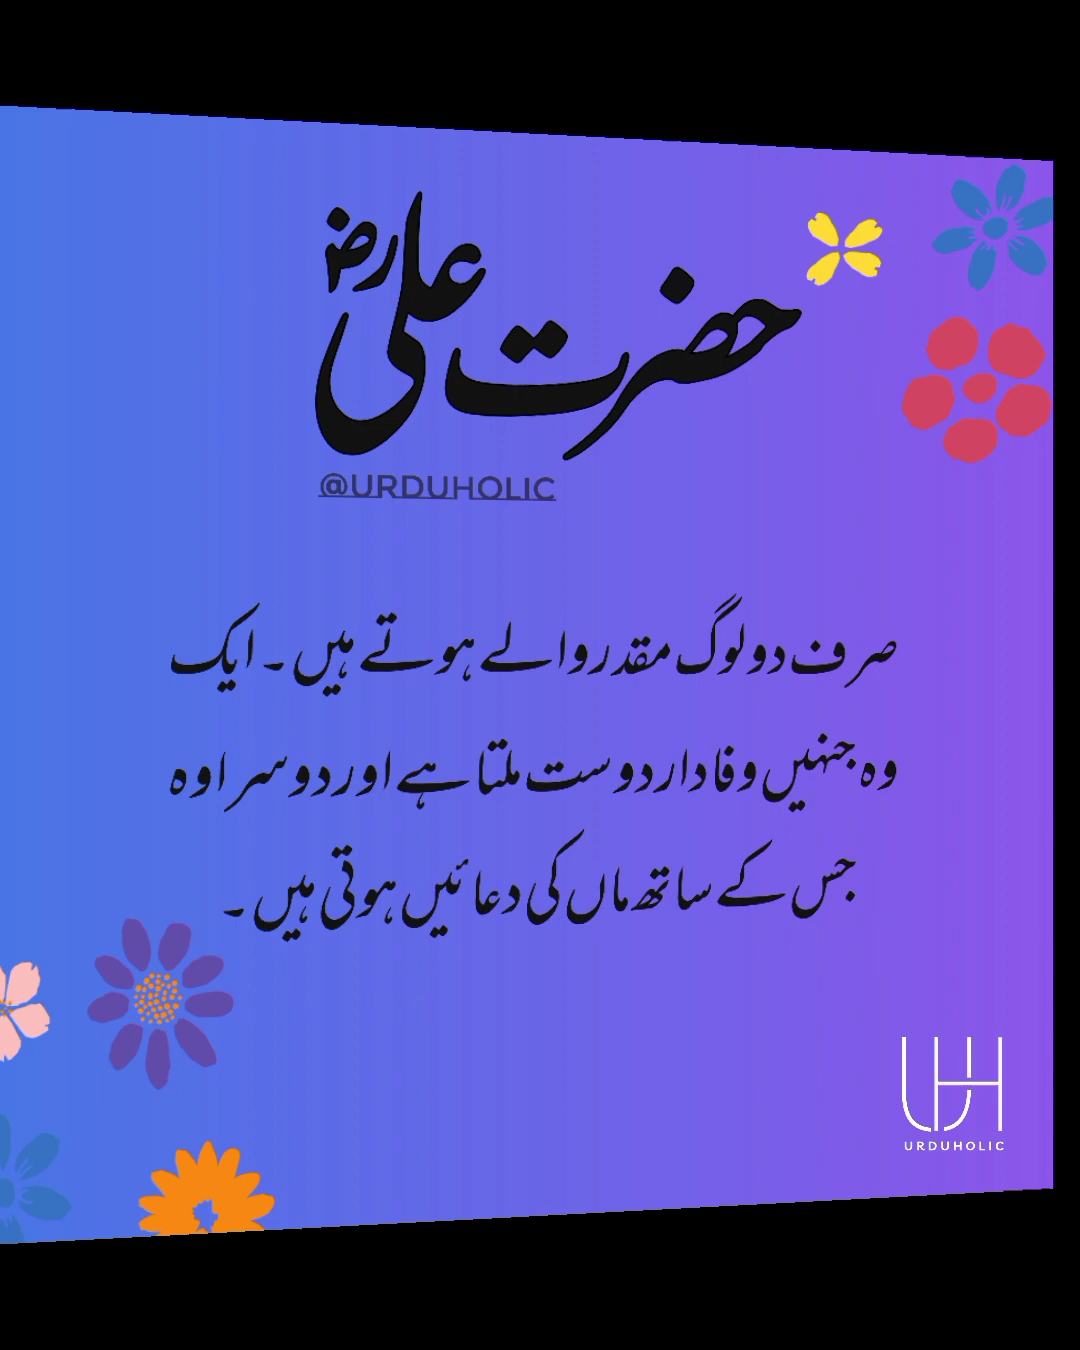 حضرت علی رض
@URDUHOLIC
صرف دو لوگ مقدر والے ہوتے ہیں۔ ایک
وہ جنہیں وفادار دوست ملتا ہے اور دوسرا وہ
جس کے ساتھ ماں کی دعائیں ہوتی ہیں۔
UH
URDUHOLIC